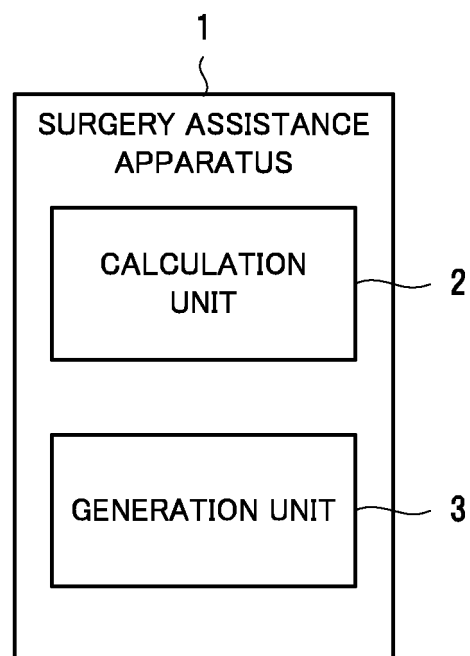 1
SURGERY ASSISTANCE
APPARATUS
CALCULATION
UNIT
2
GENERATION UNIT
3